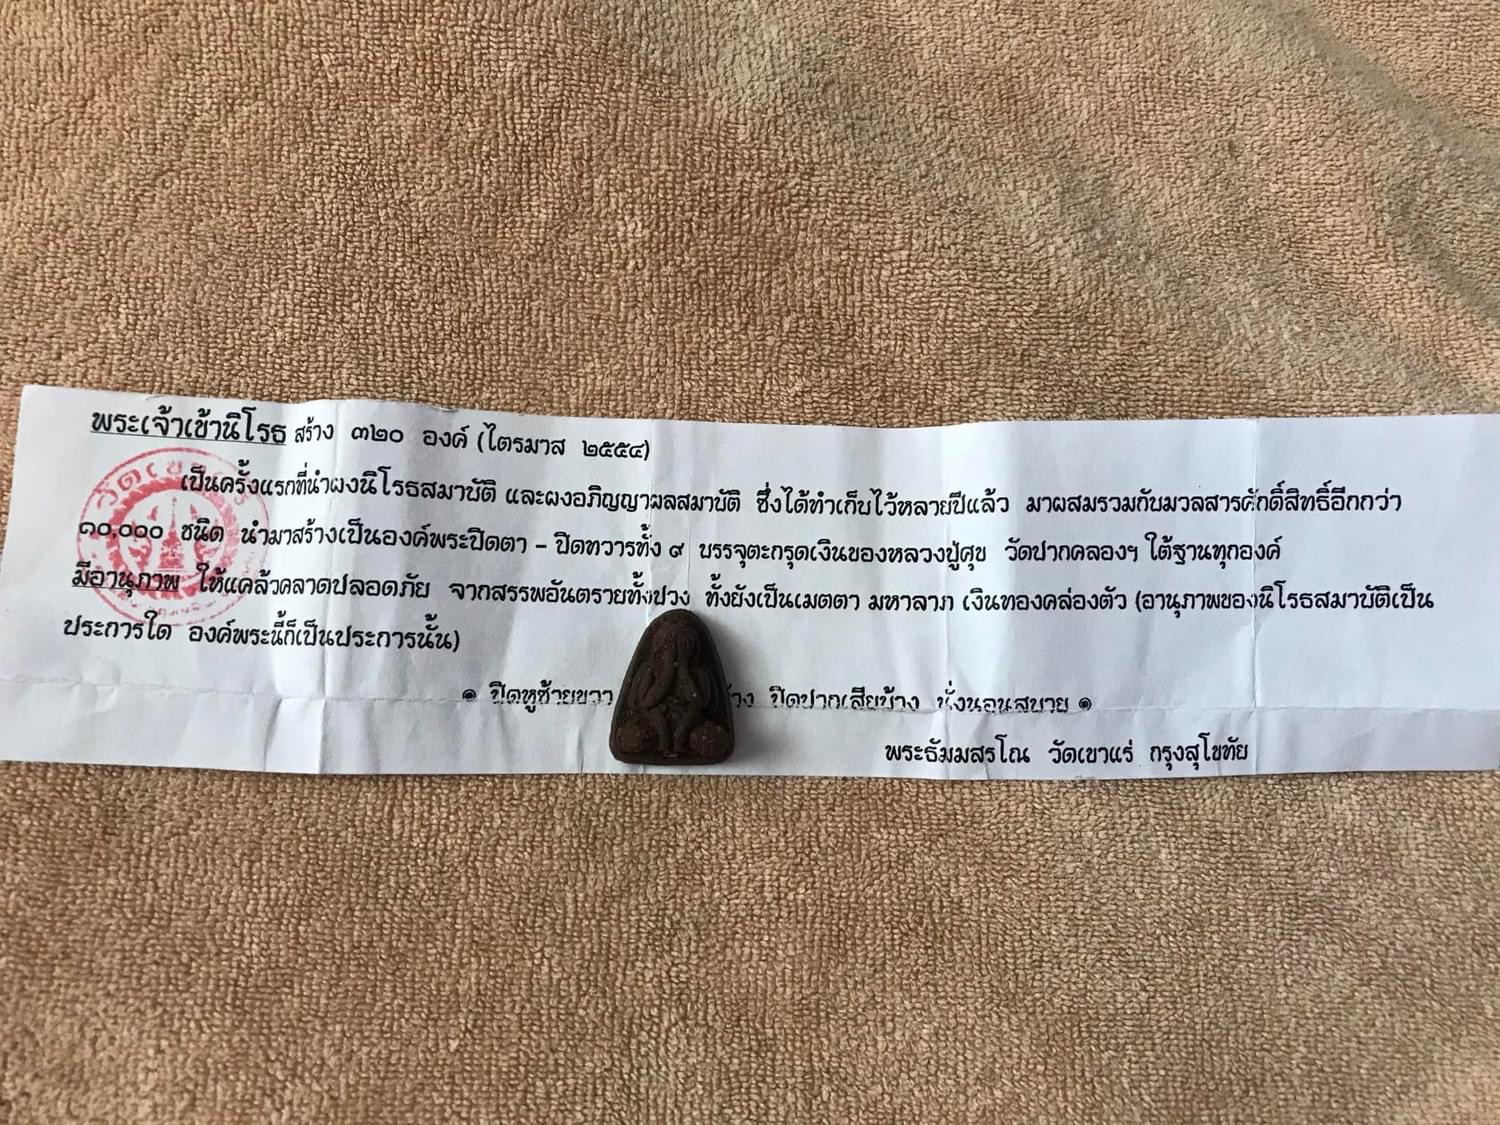 พระเจ้าเข้านิโรธ สร้าง ๓๒๐ องค์ (ไตรมาส ๒๕๕๔)
เป็นครั้งแรกที่นำผงนิโรธสมาบัติ และผงอภิญญาผลสมาบัติ ซึ่งได้ทำเก็บไว้หลายปีแล้ว มาผสมรวมกับมวลสารศักดิ์สิทธิ์อีกกว่า
๑๐,๐๐๐ ชนิด นำมาสร้างเป็นองค์พระปิดตา - ปิดทวารทั้ง ๙ บรรจุตะกรุดเงินของหลวงปู่ศุข วัดปากคลองฯ ใต้ฐานทุกองค์
มีอานุภาพ ให้แคล้วคลาดปลอดภัย จากสรรพอันตรายทั้งปวง ทั้งยังเป็นเมตตา มหาลาภ เงินทองคล่องตัว (อานุภาพของนิโรธสมาบัติเป็น
ประการใด องค์พระนี้ก็เป็นประการนั้น)
๑ ปิดหูซ้ายขวา ปิดปากเสียบ้าง นั่งนอนสบาย ๑
พระธัมมสรโณ วัดเขาแร่ กรุงสุโขทัย